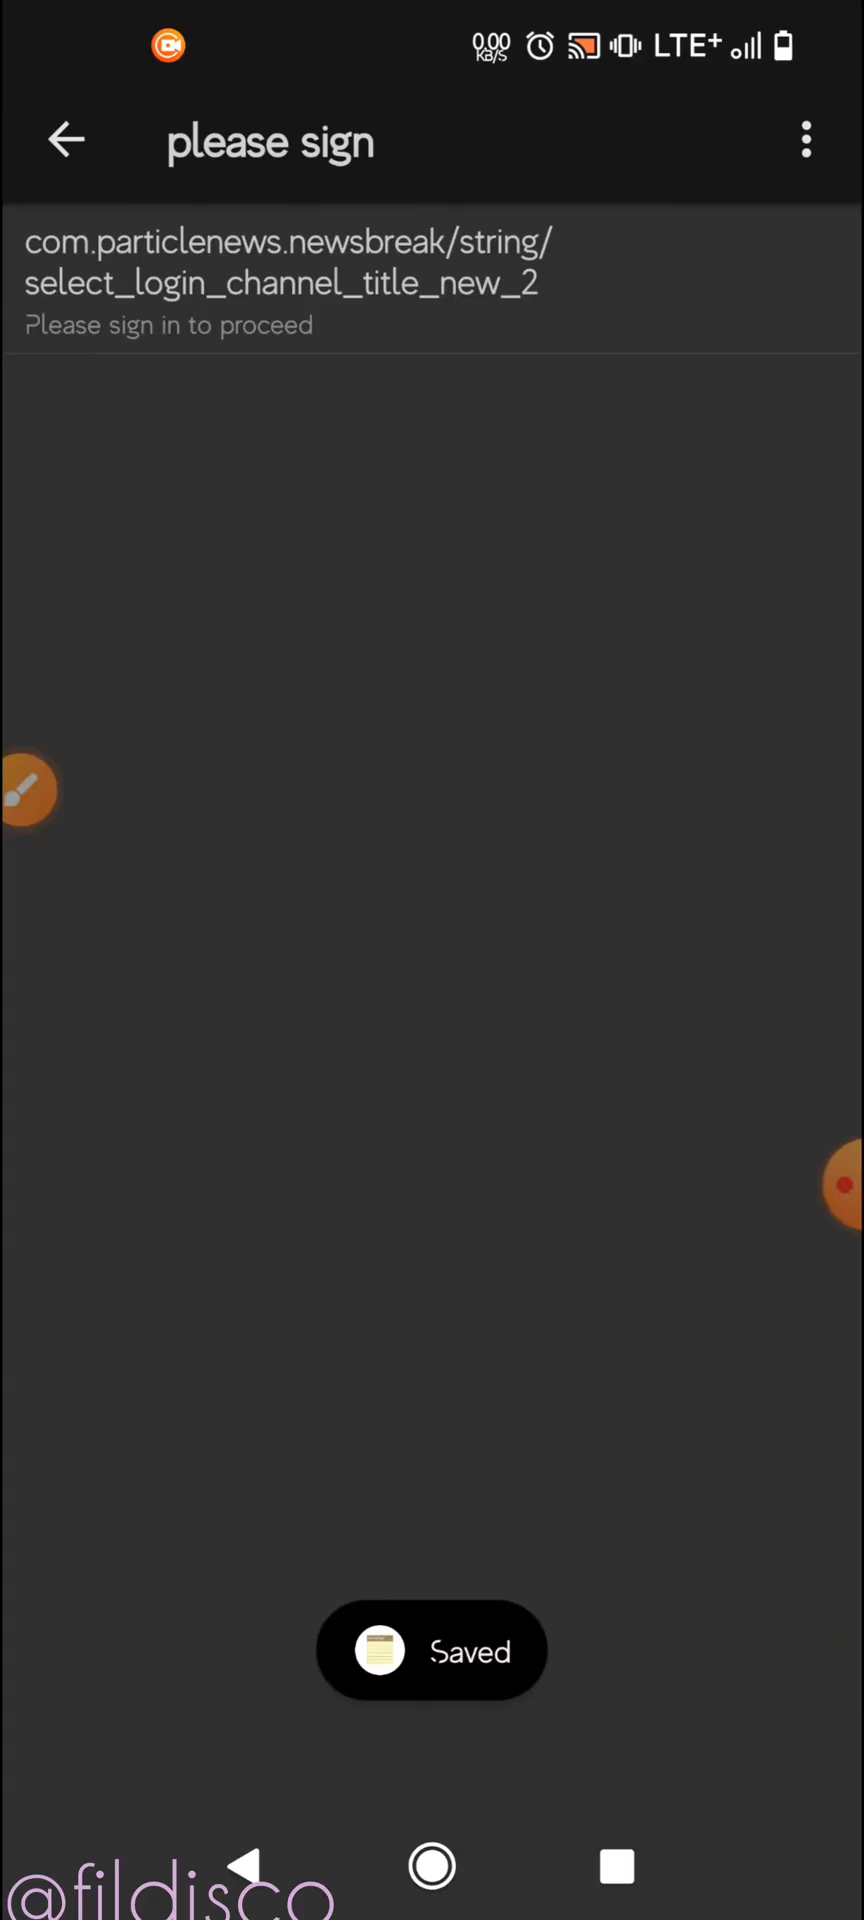 0.00
KB/S
LTE+
please sign
com.particlenews.newsbreak/string/
select_login_channel_title_new_2
Please sign in to proceed
Saved
@fildisco